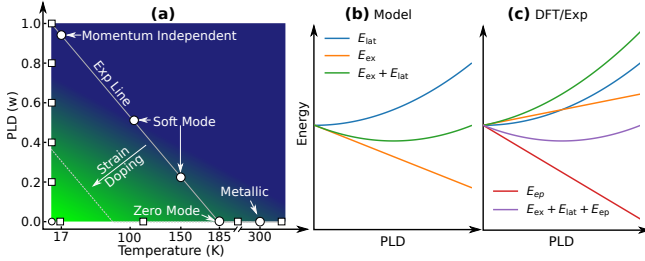 (a)
PLD (w)
1.0
0.8
0.6
0.4
0.2
0.0
Momentum Independent
Exp Line
Soft Mode
Strain
Doping
Zero Mode
Metallic
17
100
150
185
300
Temperature (K)
(b) Model
E_lat
E_ex
E_ex + E_lat
Energy
PLD
(c) DFT/Exp
E_ep
E_ex + E_lat + E_ep
PLD